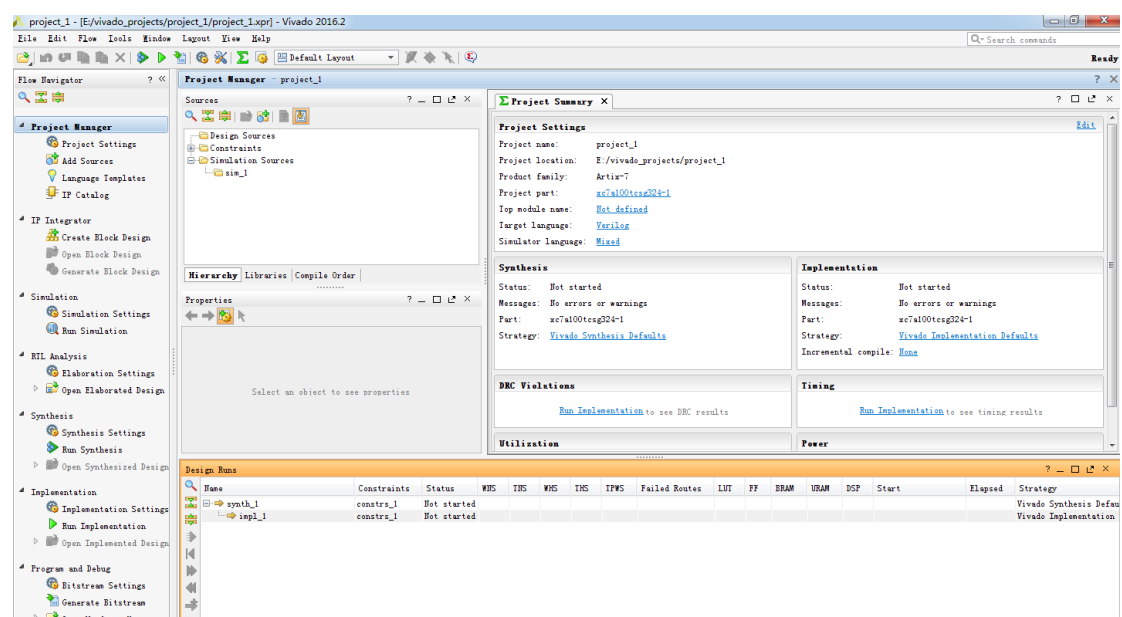 project_1 - [E:/vivado_projects/project_1/project_1.xpr] - Vivado 2016.2
File Edit Flow Tools Window Layout View Help
Search commands
Default Layout
Ready
Flow Navigator
Project Manager
Project Settings
Add Sources
Language Templates
IP Catalog
IP Integrator
Create Block Design
Open Block Design
Generate Block Design
Simulation
Simulation Settings
Run Simulation
RTL Analysis
Elaboration Settings
Open Elaborated Design
Synthesis
Synthesis Settings
Run Synthesis
Open Synthesized Design
Implementation
Implementation Settings
Run Implementation
Open Implemented Design
Program and Debug
Bitstream Settings
Generate Bitstream
Project Manager - project_1
Sources
Design Sources
Constraints
Simulation Sources
sim_1
Hierarchy Libraries Compile Order
Properties
Select an object to see properties
Project Summary
Project Settings Edit
Project name: project_1
Project location: E:/vivado_projects/project_1
Product family: Artix-7
Project part: xc7a100tcsg324-1
Top module name: Not defined
Target language: Verilog
Simulator language: Mixed
Synthesis
Status: Not started
Messages: No errors or warnings
Part: xc7a100tcsg324-1
Strategy: Vivado Synthesis Defaults
Implementation
Status: Not started
Messages: No errors or warnings
Part: xc7a100tcsg324-1
Strategy: Vivado Implementation Defaults
Incremental compile: None
DRC Violations
Run Implementation to see DRC results
Timing
Run Implementation to see timing results
Utilization
Power
Design Runs
Name Constraints Status WNS TNS WHS THS TPWS Failed Routes LUT FF BRAM URAM DSP Start Elapsed Strategy
synth_1 constrs_1 Not started Vivado Synthesis Defau
impl_1 constrs_1 Not started Vivado Implementation